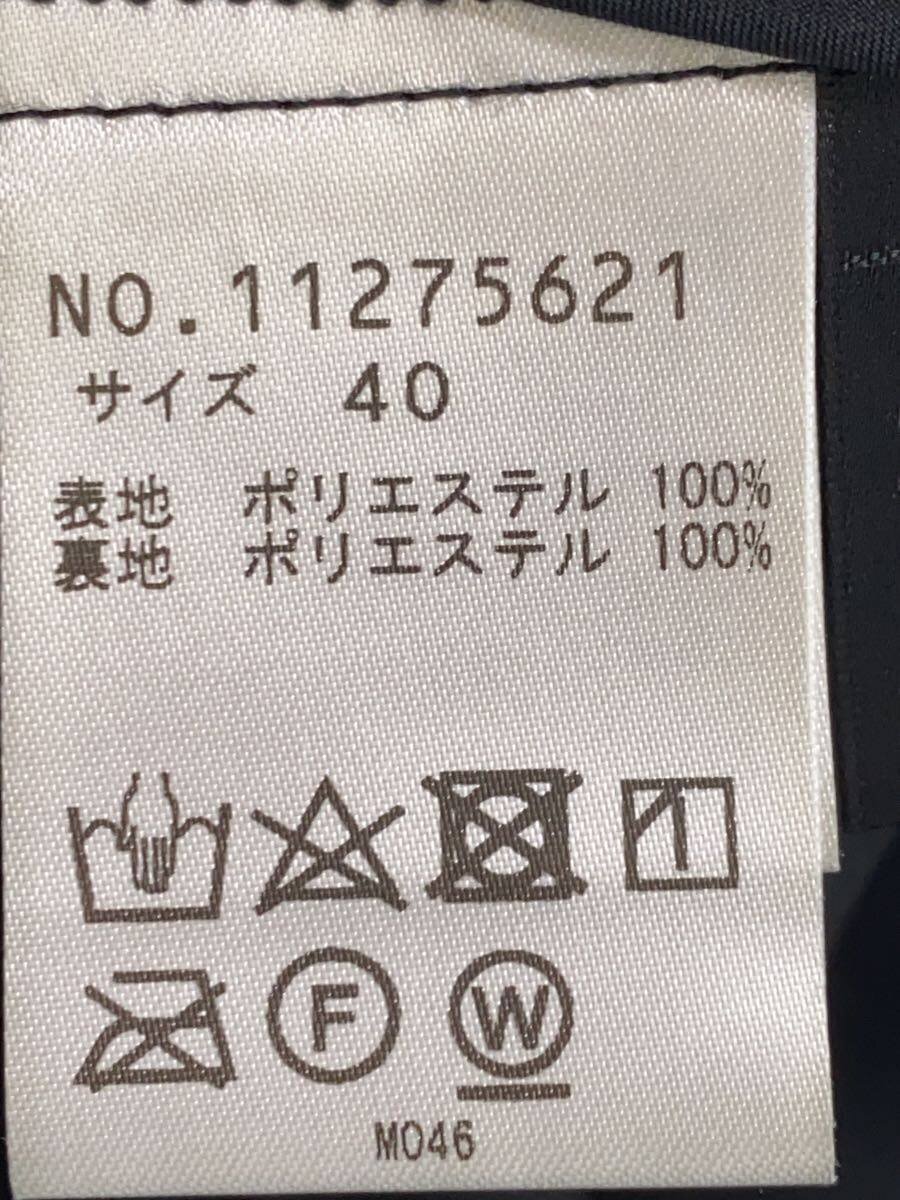 NO.11275621
サイズ 40
表地 ポリエステル 100%
裏地 ポリエステル 100%
F W
M046